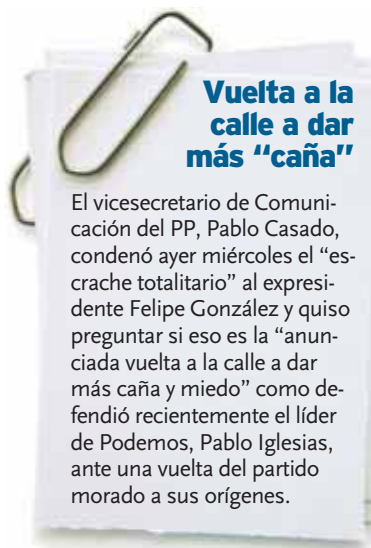 Vuelta a la
calle a dar
más “caña”
El vicesecretario de Comuni-
cación del PP, Pablo Casado,
condenó ayer miércoles el “es-
crache totalitario” al expresi-
dente Felipe González y quiso
preguntar si eso es la “anun-
ciada vuelta a la calle a dar
más caña y miedo” como de-
fendió recientemente el líder
de Podemos, Pablo Iglesias,
ante una vuelta del partido
morado a sus orígenes.